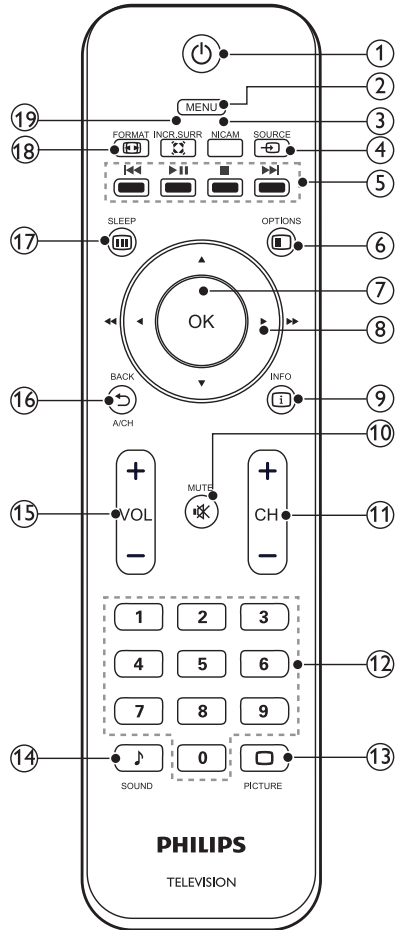 1
2
MENU
19
3
FORMAT INCR.SURR NICAM SOURCE
18
4
5
SLEEP
OPTIONS
17
6
7
OK
8
BACK
INFO
16
i
9
A/CH
10
+
MUTE
+
15
VOL
CH
11
–
–
1 2 3
4 5 6
12
7 8 9
14
0
13
SOUND
PICTURE
PHILIPS
TELEVISION